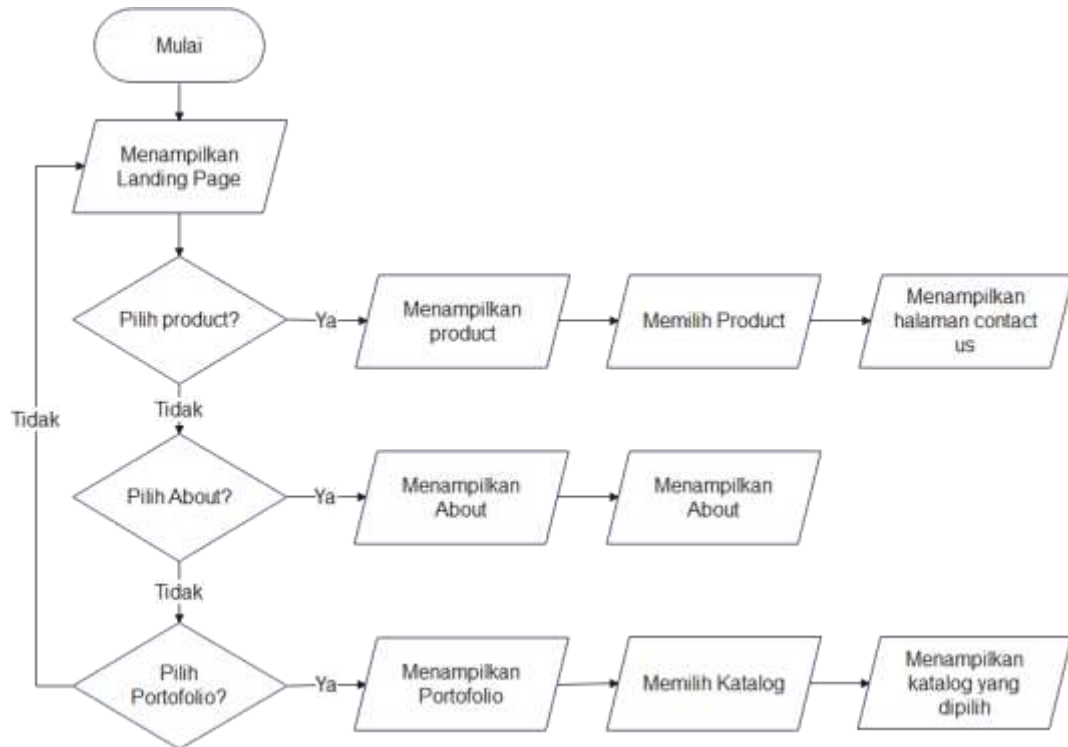 Mulai
Menampilkan
Landing Page
Pilih product?
Ya
Menampilkan
product
Memilih Product
Menampilkan
halaman contact
us
Tidak
Tidak
Pilih About?
Ya
Menampilkan
About
Menampilkan
About
Tidak
Pilih
Portofolio?
Ya
Menampilkan
Portofolio
Memilih Katalog
Menampilkan
katalog yang
dipilih